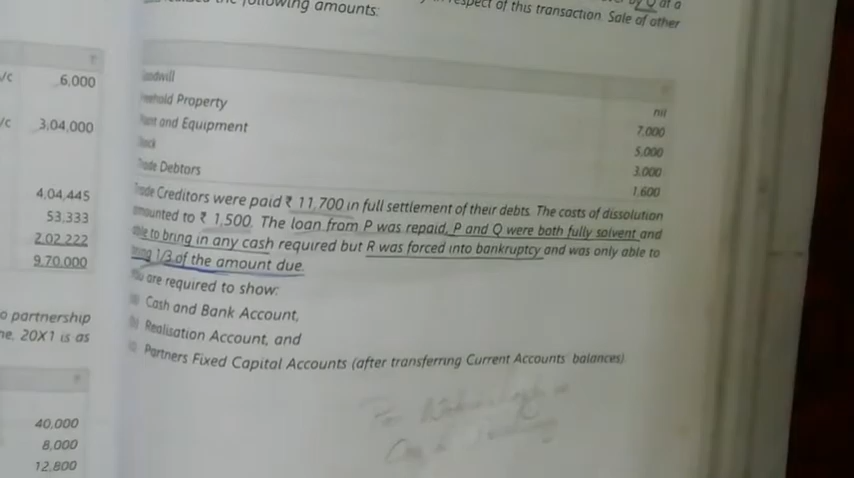 at a
respect of this transaction. Sale of other
following amounts:
6,000
3,04,000
4,04,445
53,333
2,02,222
9,70,000
o partnership
ne, 20X1 is as
40,000
8,000
12,800
nil
Property
7,000
and Equipment
5,000
3,000
Debtors
1,600
Creditors were paid ₹ 11,700 in full settlement of their debts. The costs of dissolution
amounted to ₹ 1,500. The loan from P was repaid, P and Q were both fully solvent and
able to bring in any cash required but R was forced into bankruptcy and was only able to
bring 1/3 of the amount due.
You are required to show:
Cash and Bank Account,
Realisation Account, and
Partners Fixed Capital Accounts (after transferring Current Accounts' balances).